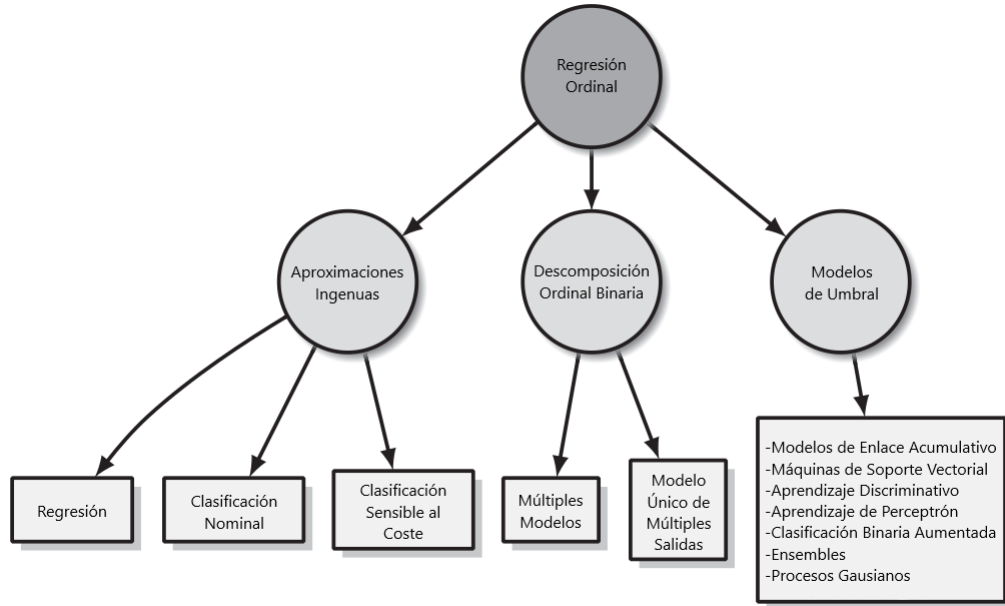 Regresión
Ordinal
Aproximaciones
Ingenuas
Descomposición
Ordinal Binaria
Modelos
de Umbral
Regresión
Clasificación
Nominal
Clasificación
Sensible al
Coste
Múltiples
Modelos
Modelo
Único de
Múltiples
Salidas
-Modelos de Enlace Acumulativo
-Máquinas de Soporte Vectorial
-Aprendizaje Discriminativo
-Aprendizaje de Perceptrón
-Clasificación Binaria Aumentada
-Ensembles
-Procesos Gausianos